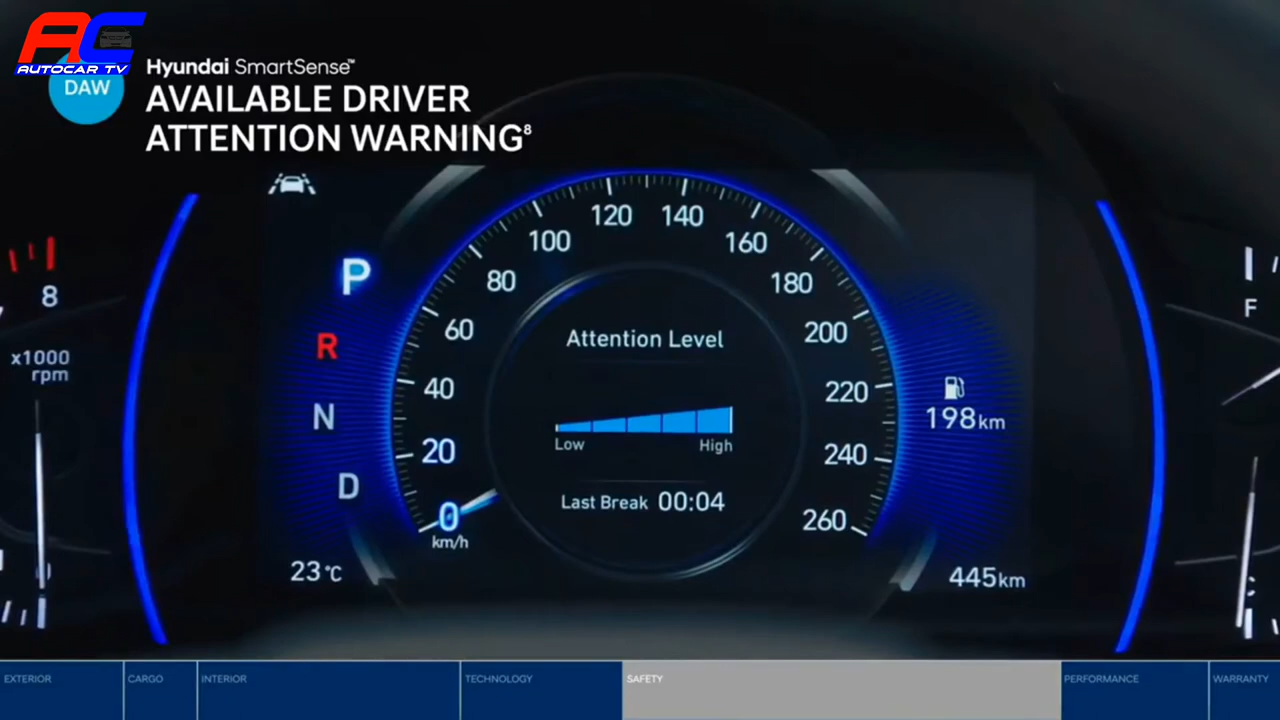 AC
AUTOCAR TV
DAW
Hyundai SmartSense™
AVAILABLE DRIVER
ATTENTION WARNING⁸
8
x1000
rpm
P
R
N
D
23℃
0
20
40
60
80
100
120
140
160
180
200
220
240
260
km/h
Attention Level
Low High
Last Break 00:04
198km
445km
F
EXTERIOR CARGO INTERIOR TECHNOLOGY SAFETY PERFORMANCE WARRANTY